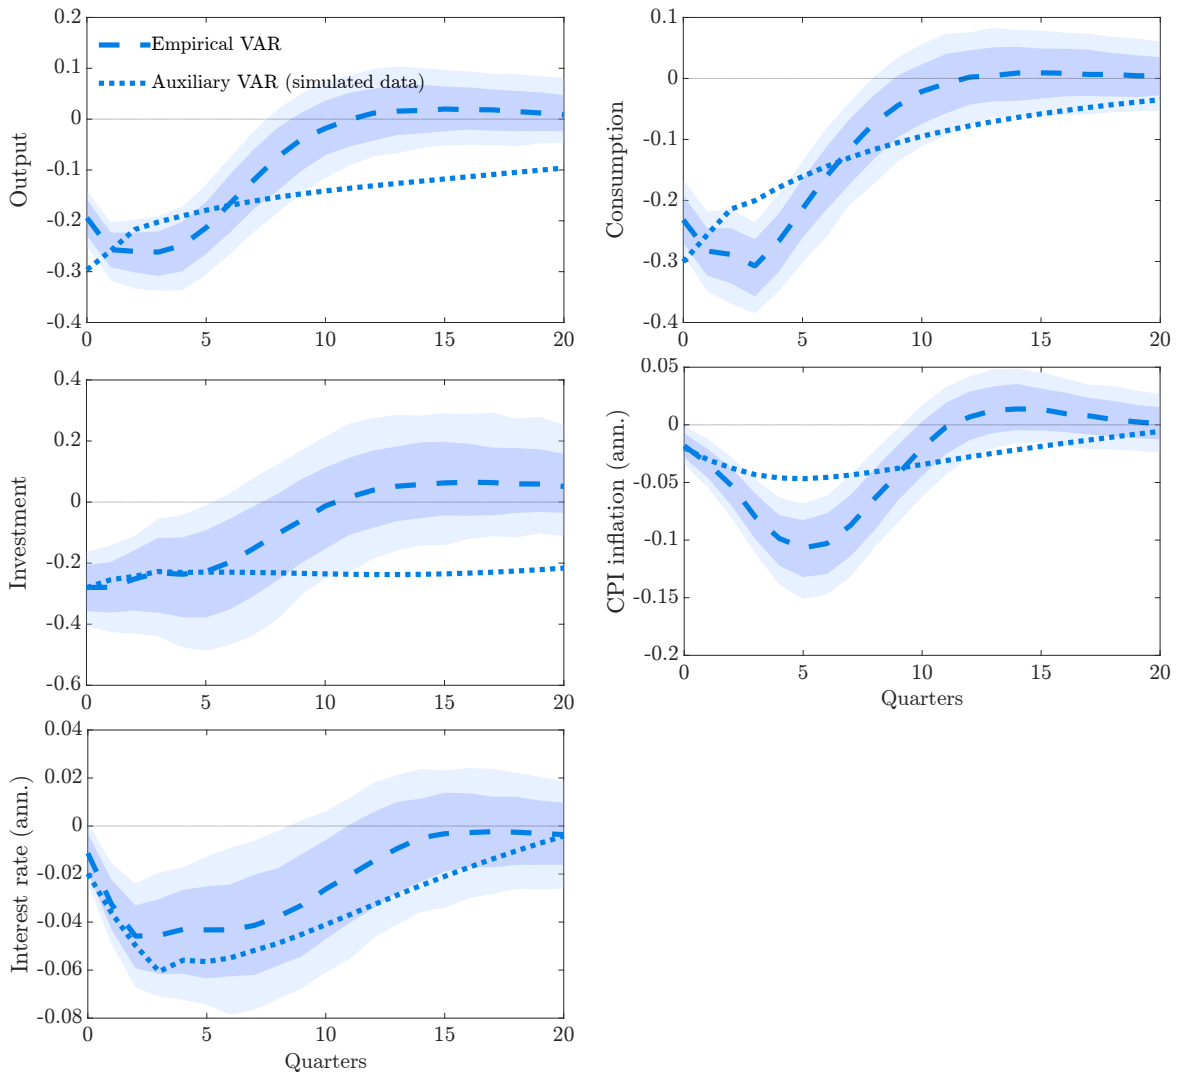 0.2
0.1
0
-0.1
-0.2
-0.3
-0.4
Output
Empirical VAR
Auxiliary VAR (simulated data)
0 5 10 15 20
0.1
0
-0.1
-0.2
-0.3
-0.4
Consumption
0 5 10 15 20
0.4
0.2
0
-0.2
-0.4
-0.6
Investment
0 5 10 15 20
0.05
0
-0.05
-0.1
-0.15
-0.2
CPI inflation (ann.)
0 5 10 15 20
Quarters
0.04
0.02
0
-0.02
-0.04
-0.06
-0.08
Interest rate (ann.)
0 5 10 15 20
Quarters